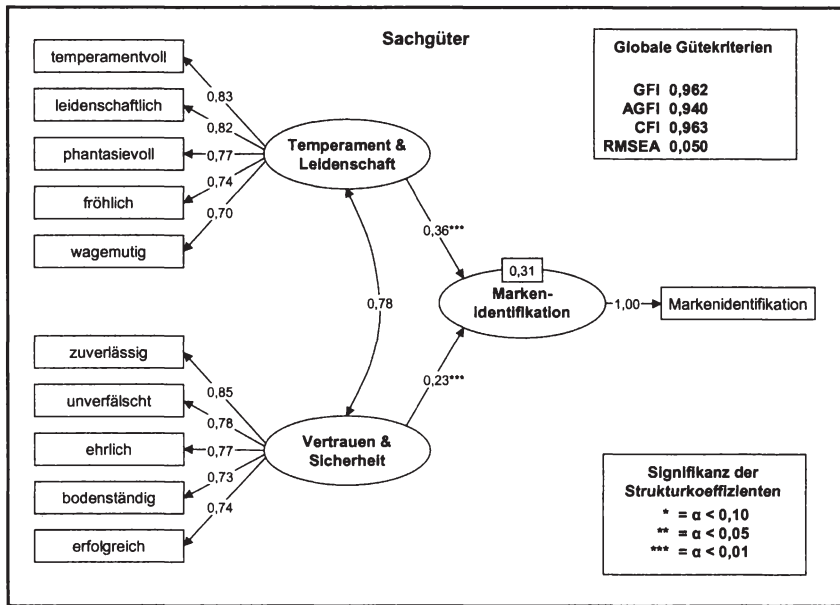 Sachgüter
temperamentvoll
leidenschaftlich
phantasievoll
fröhlich
wagemutig
0,83
0,82
0,77
0,74
0,70
Temperament &
Leidenschaft
Globale Gütekriterien
GFI 0,962
AGFI 0,940
CFI 0,963
RMSEA 0,050
0,36***
0,78
0,31
Marken-
identifikation
1,00
Markenidentifikation
0,23***
zuverlässig
unverfälscht
ehrlich
bodenständig
erfolgreich
0,85
0,78
0,77
0,73
0,74
Vertrauen &
Sicherheit
Signifikanz der
Strukturkoeffizienten
* = α < 0,10
** = α < 0,05
*** = α < 0,01